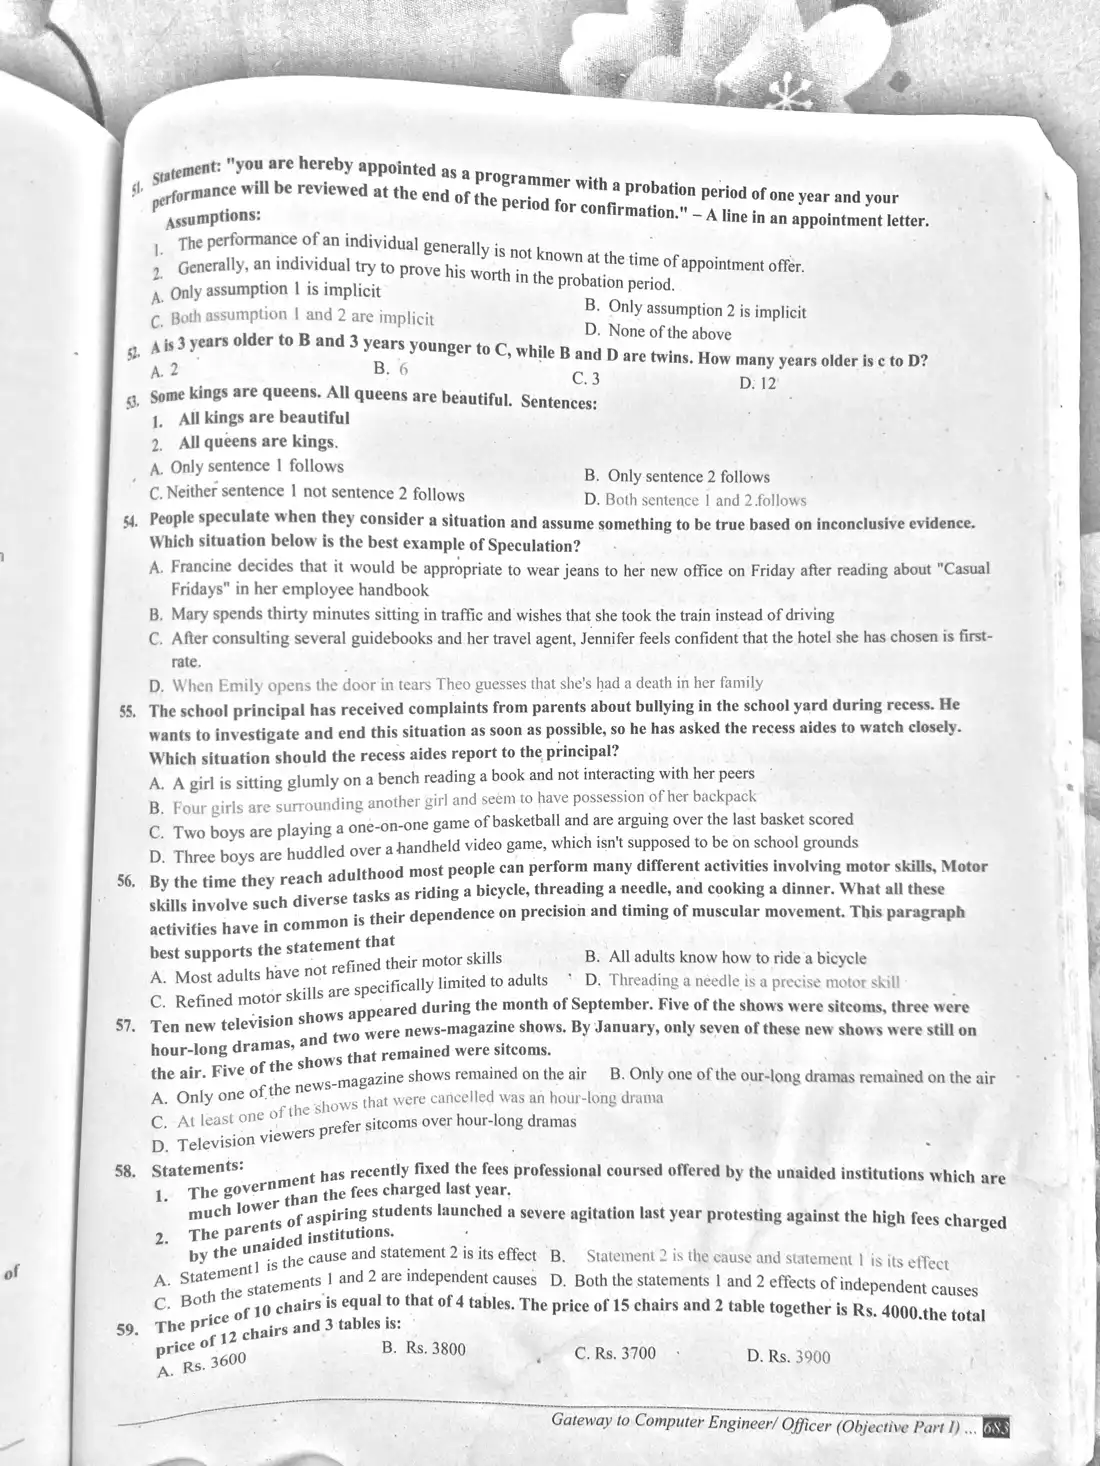 51. Statement: "you are hereby appointed as a programmer with a probation period of one year and your
performance will be reviewed at the end of the period for confirmation." – A line in an appointment letter.
Assumptions:
1. The performance of an individual generally is not known at the time of appointment offer.
2. Generally, an individual try to prove his worth in the probation period.
A. Only assumption 1 is implicit B. Only assumption 2 is implicit
C. Both assumption 1 and 2 are implicit D. None of the above
52. A is 3 years older to B and 3 years younger to C, while B and D are twins. How many years older is c to D?
A. 2 B. 6 C. 3 D. 12
53. Some kings are queens. All queens are beautiful. Sentences:
1. All kings are beautiful
2. All queens are kings.
A. Only sentence 1 follows B. Only sentence 2 follows
C. Neither sentence 1 not sentence 2 follows D. Both sentence 1 and 2.follows
54. People speculate when they consider a situation and assume something to be true based on inconclusive evidence.
Which situation below is the best example of Speculation?
A. Francine decides that it would be appropriate to wear jeans to her new office on Friday after reading about "Casual
Fridays" in her employee handbook
B. Mary spends thirty minutes sitting in traffic and wishes that she took the train instead of driving
C. After consulting several guidebooks and her travel agent, Jennifer feels confident that the hotel she has chosen is first-
rate.
D. When Emily opens the door in tears Theo guesses that she's had a death in her family
55. The school principal has received complaints from parents about bullying in the school yard during recess. He
wants to investigate and end this situation as soon as possible, so he has asked the recess aides to watch closely.
Which situation should the recess aides report to the principal?
A. A girl is sitting glumly on a bench reading a book and not interacting with her peers
B. Four girls are surrounding another girl and seem to have possession of her backpack
C. Two boys are playing a one-on-one game of basketball and are arguing over the last basket scored
D. Three boys are huddled over a handheld video game, which isn't supposed to be on school grounds
56. By the time they reach adulthood most people can perform many different activities involving motor skills, Motor
skills involve such diverse tasks as riding a bicycle, threading a needle, and cooking a dinner. What all these
activities have in common is their dependence on precision and timing of muscular movement. This paragraph
best supports the statement that
A. Most adults have not refined their motor skills B. All adults know how to ride a bicycle
C. Refined motor skills are specifically limited to adults D. Threading a needle is a precise motor skill
57. Ten new television shows appeared during the month of September. Five of the shows were sitcoms, three were
hour-long dramas, and two were news-magazine shows. By January, only seven of these new shows were still on
the air. Five of the shows that remained were sitcoms.
A. Only one of the news-magazine shows remained on the air B. Only one of the our-long dramas remained on the air
C. At least one of the shows that were cancelled was an hour-long drama
D. Television viewers prefer sitcoms over hour-long dramas
58. Statements:
1. The government has recently fixed the fees professional coursed offered by the unaided institutions which are
much lower than the fees charged last year.
2. The parents of aspiring students launched a severe agitation last year protesting against the high fees charged
by the unaided institutions.
A. Statement1 is the cause and statement 2 is its effect B. Statement 2 is the cause and statement 1 is its effect
C. Both the statements 1 and 2 are independent causes D. Both the statements 1 and 2 effects of independent causes
59. The price of 10 chairs is equal to that of 4 tables. The price of 15 chairs and 2 table together is Rs. 4000.the total
price of 12 chairs and 3 tables is:
A. Rs. 3600 B. Rs. 3800 C. Rs. 3700 D. Rs. 3900
of
Gateway to Computer Engineer/ Officer (Objective Part I) ... 683